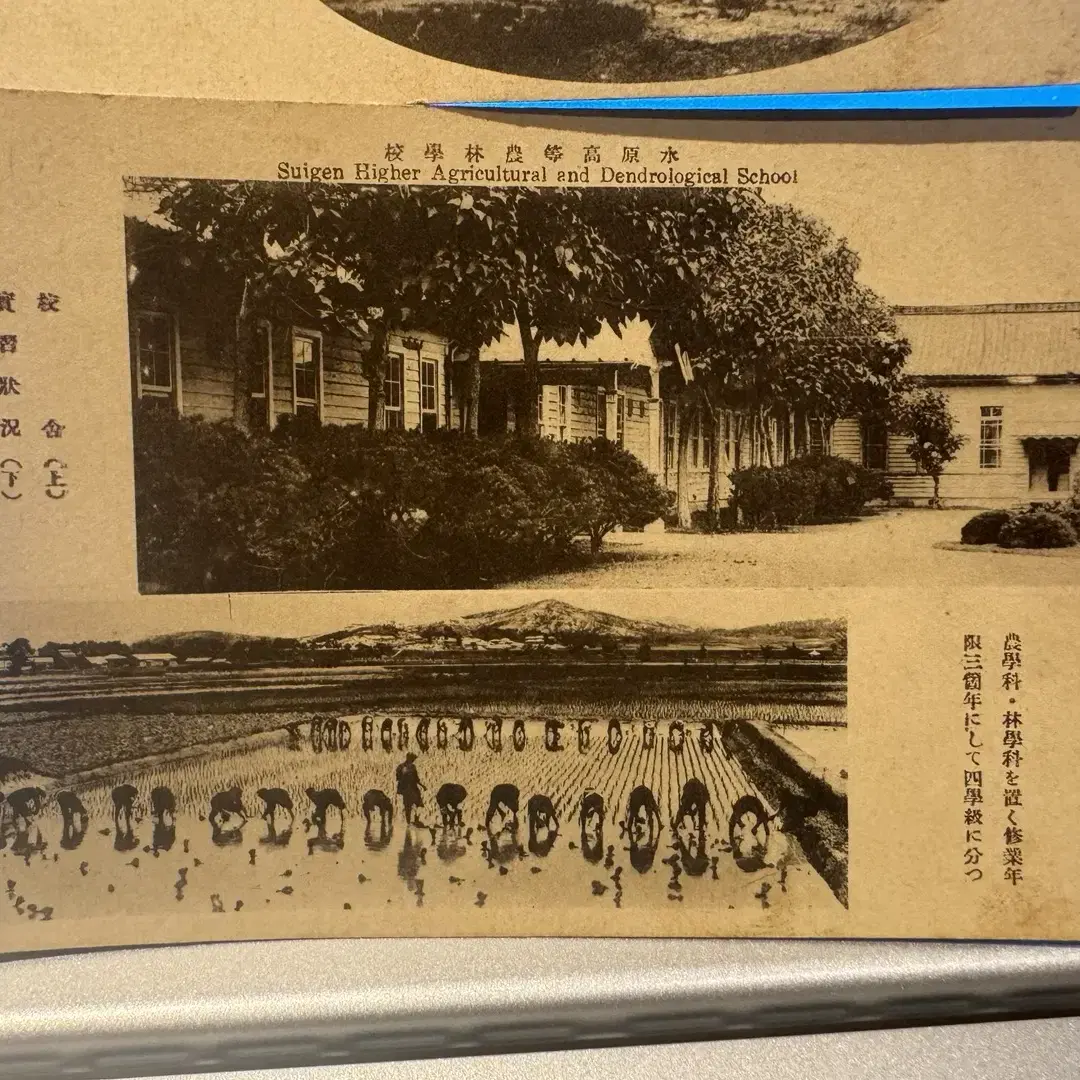 水原高等農林學校
Suigen Higher Agricultural and Dendrological School
校舎(上)
實習狀況(下)
農學科・林學科を置く修業年
限三箇年にして四學級に分つ